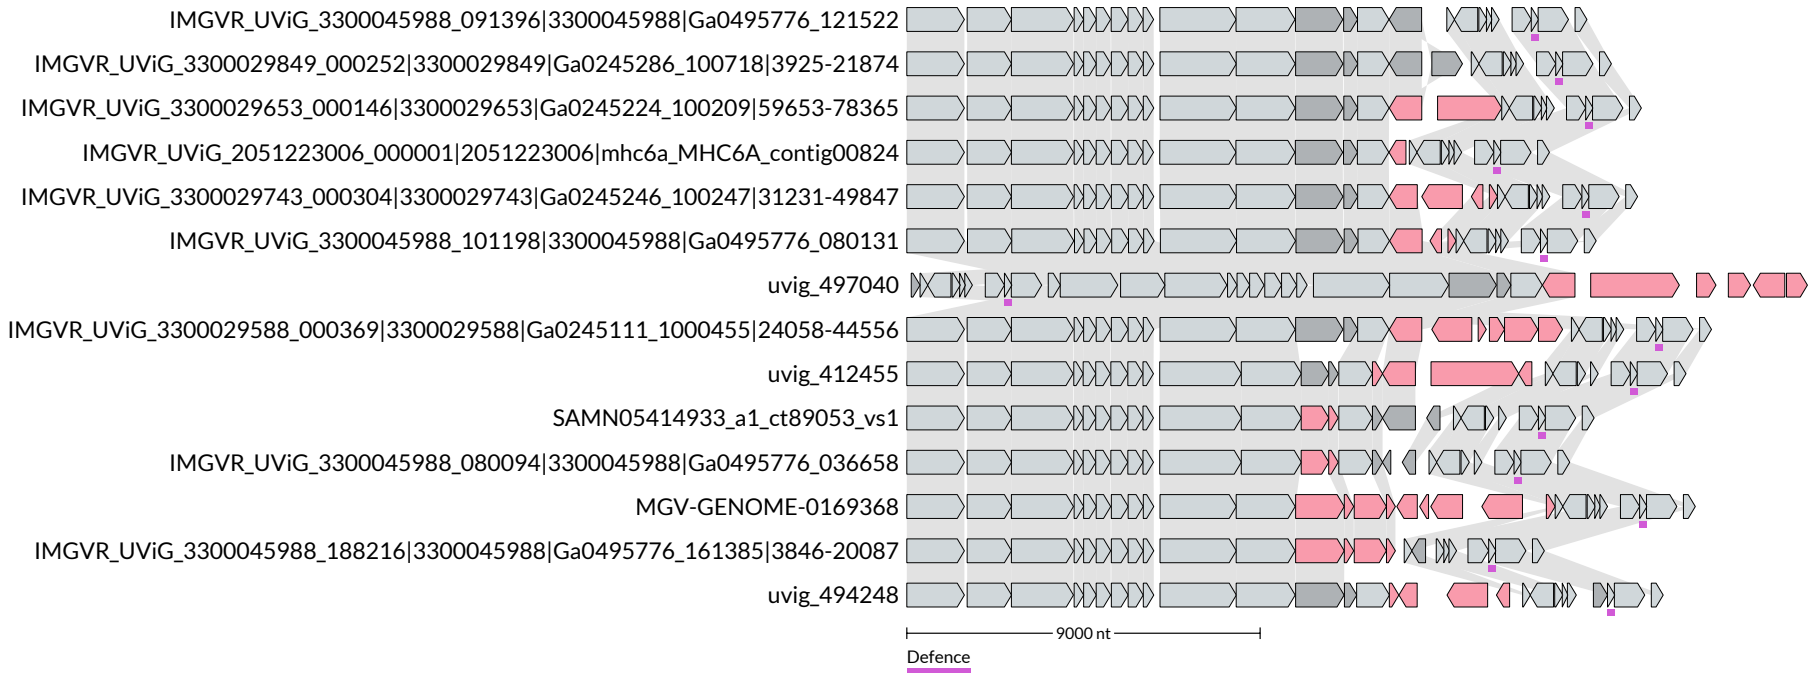 IMGVR_UViG_3300045988_091396|3300045988|Ga0495776_121522
IMGVR_UViG_3300029849_000252|3300029849|Ga0245286_100718|3925-21874
IMGVR_UViG_3300029653_000146|3300029653|Ga0245224_100209|59653-78365
IMGVR_UViG_2051223006_000001|2051223006|mhc6a_MHC6A_contig00824
IMGVR_UViG_3300029743_000304|3300029743|Ga0245246_100247|31231-49847
IMGVR_UViG_3300045988_101198|3300045988|Ga0495776_080131
uvig_497040
IMGVR_UViG_3300029588_000369|3300029588|Ga0245111_1000455|24058-44556
uvig_412455
SAMN05414933_a1_ct89053_vs1
IMGVR_UViG_3300045988_080094|3300045988|Ga0495776_036658
MGV-GENOME-0169368
IMGVR_UViG_3300045988_188216|3300045988|Ga0495776_161385|3846-20087
uvig_494248
9000 nt
Defence